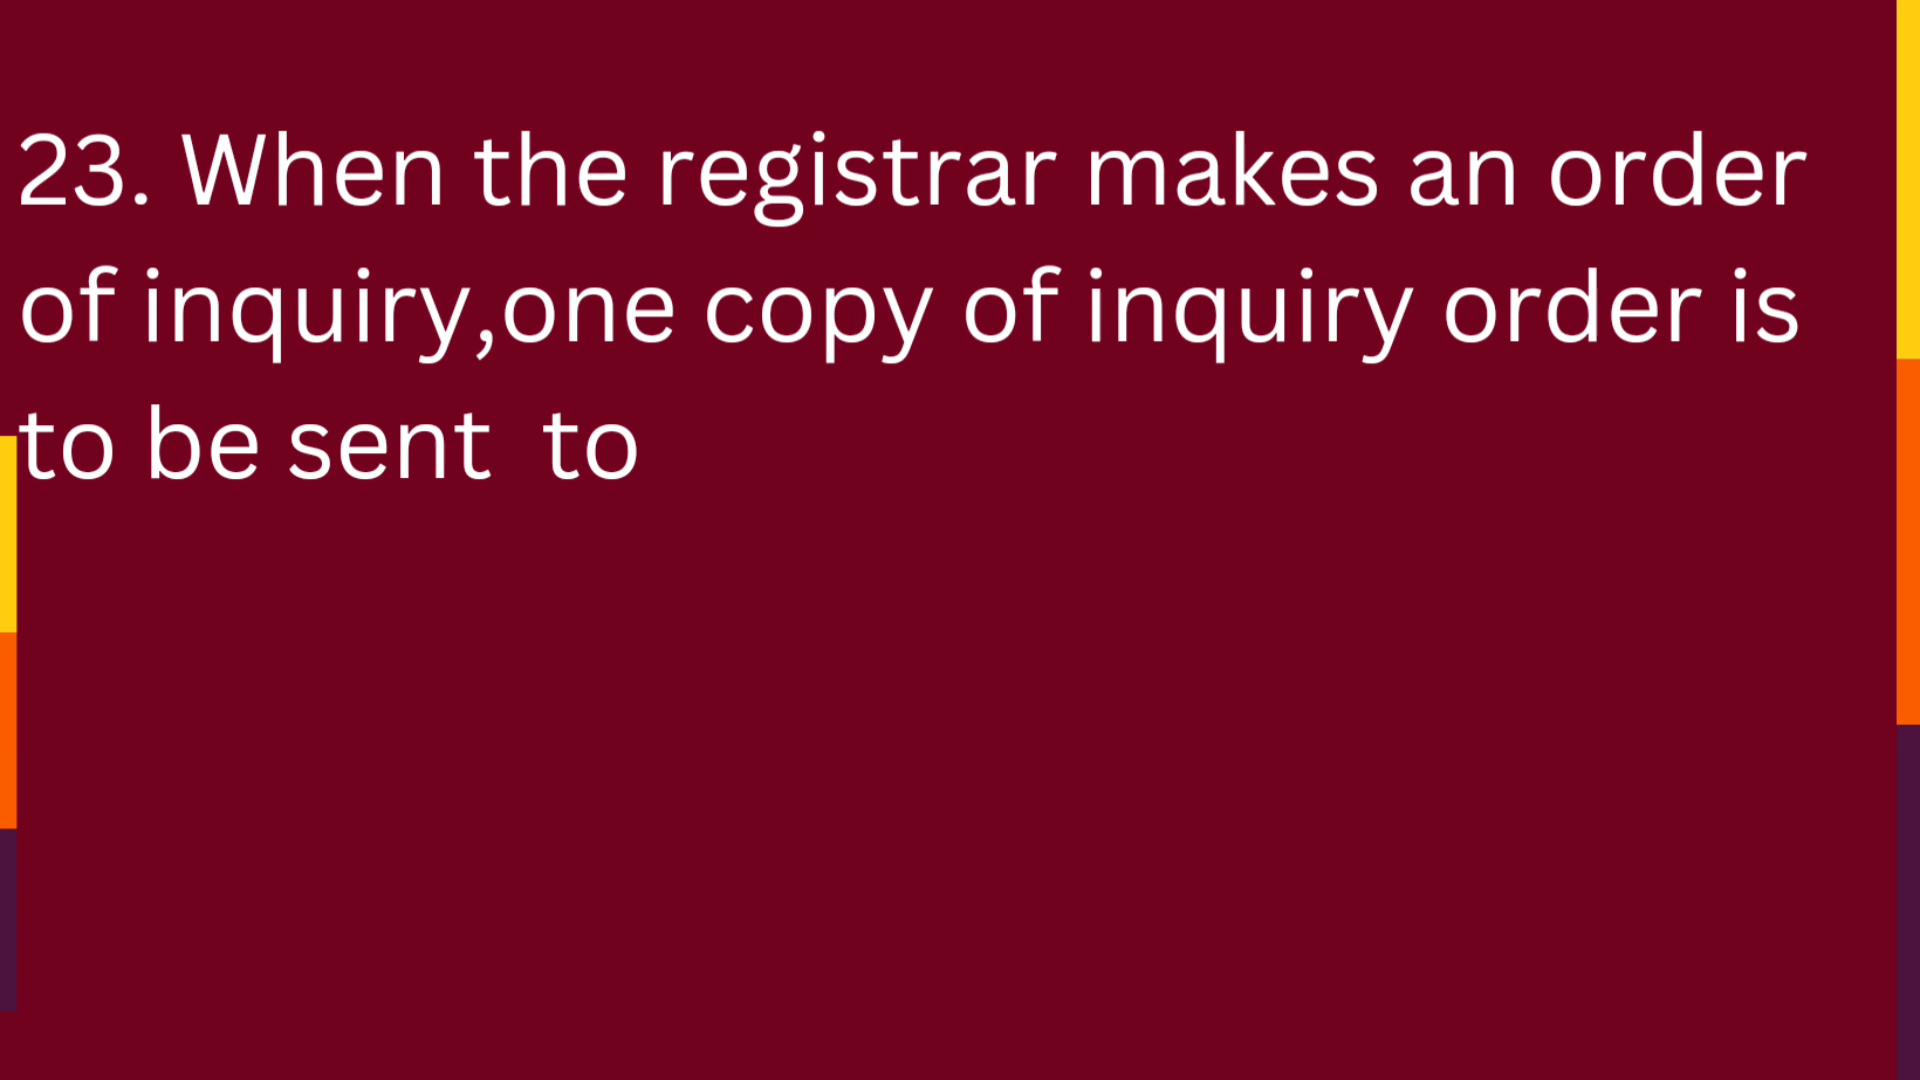 23. When the registrar makes an order
of inquiry,one copy of inquiry order is
to be sent  to